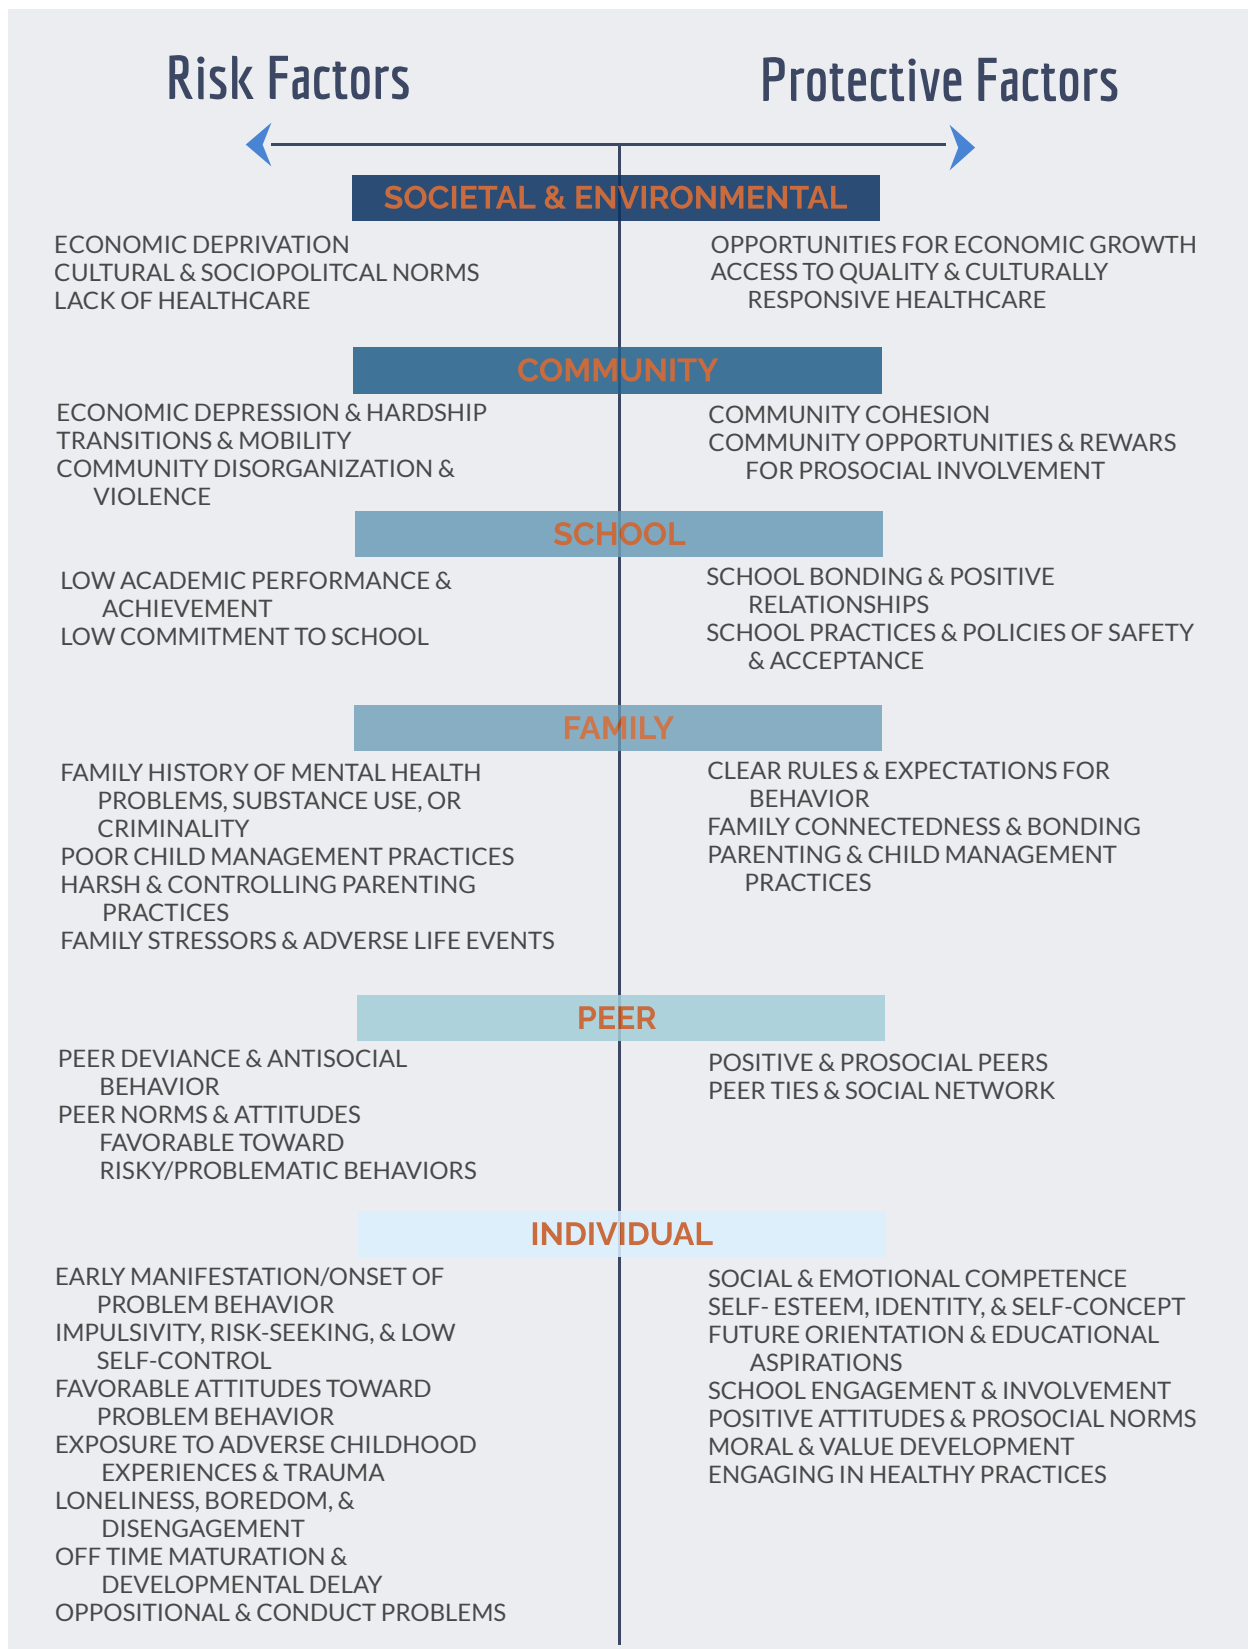 Risk Factors
Protective Factors
SOCIETAL & ENVIRONMENTAL
ECONOMIC DEPRIVATION
CULTURAL & SOCIOPOLITCAL NORMS
LACK OF HEALTHCARE
OPPORTUNITIES FOR ECONOMIC GROWTH
ACCESS TO QUALITY & CULTURALLY
RESPONSIVE HEALTHCARE
COMMUNITY
ECONOMIC DEPRESSION & HARDSHIP
TRANSITIONS & MOBILITY
COMMUNITY DISORGANIZATION &
VIOLENCE
COMMUNITY COHESION
COMMUNITY OPPORTUNITIES & REWARS
FOR PROSOCIAL INVOLVEMENT
SCHOOL
LOW ACADEMIC PERFORMANCE &
ACHIEVEMENT
LOW COMMITMENT TO SCHOOL
SCHOOL BONDING & POSITIVE
RELATIONSHIPS
SCHOOL PRACTICES & POLICIES OF SAFETY
& ACCEPTANCE
FAMILY
FAMILY HISTORY OF MENTAL HEALTH
PROBLEMS, SUBSTANCE USE, OR
CRIMINALITY
POOR CHILD MANAGEMENT PRACTICES
HARSH & CONTROLLING PARENTING
PRACTICES
FAMILY STRESSORS & ADVERSE LIFE EVENTS
CLEAR RULES & EXPECTATIONS FOR
BEHAVIOR
FAMILY CONNECTEDNESS & BONDING
PARENTING & CHILD MANAGEMENT
PRACTICES
PEER
PEER DEVIANCE & ANTISOCIAL
BEHAVIOR
PEER NORMS & ATTITUDES
FAVORABLE TOWARD
RISKY/PROBLEMATIC BEHAVIORS
POSITIVE & PROSOCIAL PEERS
PEER TIES & SOCIAL NETWORK
INDIVIDUAL
EARLY MANIFESTATION/ONSET OF
PROBLEM BEHAVIOR
IMPULSIVITY, RISK-SEEKING, & LOW
SELF-CONTROL
FAVORABLE ATTITUDES TOWARD
PROBLEM BEHAVIOR
EXPOSURE TO ADVERSE CHILDHOOD
EXPERIENCES & TRAUMA
LONELINESS, BOREDOM, &
DISENGAGEMENT
OFF TIME MATURATION &
DEVELOPMENTAL DELAY
OPPOSITIONAL & CONDUCT PROBLEMS
SOCIAL & EMOTIONAL COMPETENCE
SELF- ESTEEM, IDENTITY, & SELF-CONCEPT
FUTURE ORIENTATION & EDUCATIONAL
ASPIRATIONS
SCHOOL ENGAGEMENT & INVOLVEMENT
POSITIVE ATTITUDES & PROSOCIAL NORMS
MORAL & VALUE DEVELOPMENT
ENGAGING IN HEALTHY PRACTICES